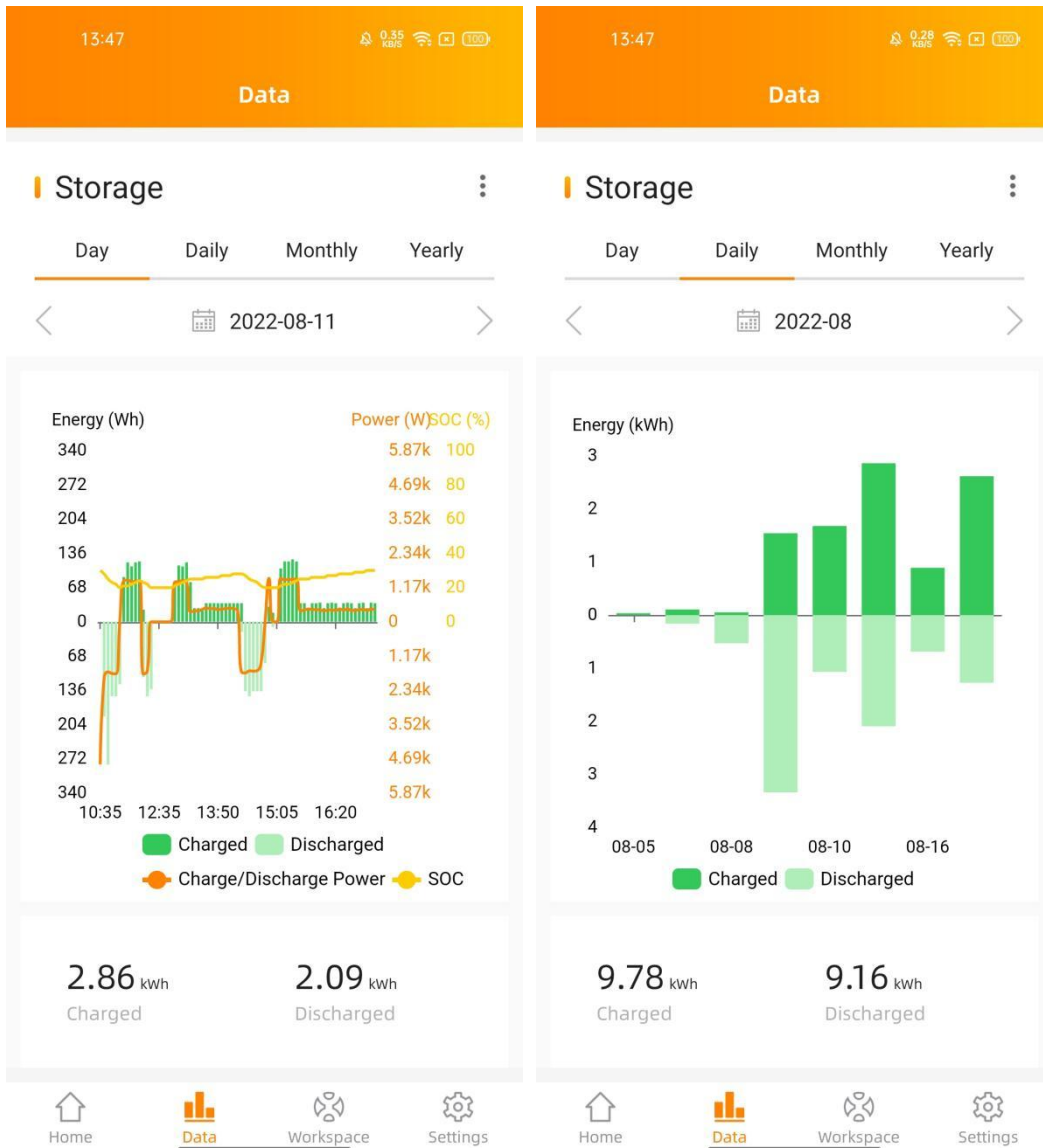 13:47
0.35
KB/S
100
Data
Storage
Day Daily Monthly Yearly
2022-08-11
Energy (Wh) Power (W) SOC (%)
340 5.87k 100
272 4.69k 80
204 3.52k 60
136 2.34k 40
68 1.17k 20
0 0 0
68 1.17k
136 2.34k
204 3.52k
272 4.69k
340 5.87k
10:35 12:35 13:50 15:05 16:20
Charged Discharged
Charge/Discharge Power SOC
2.86 kWh 2.09 kWh
Charged Discharged
Home Data Workspace Settings
13:47
0.28
KB/S
100
Data
Storage
Day Daily Monthly Yearly
2022-08
Energy (kWh)
3
2
1
0
1
2
3
4
08-05 08-08 08-10 08-16
Charged Discharged
9.78 kWh 9.16 kWh
Charged Discharged
Home Data Workspace Settings